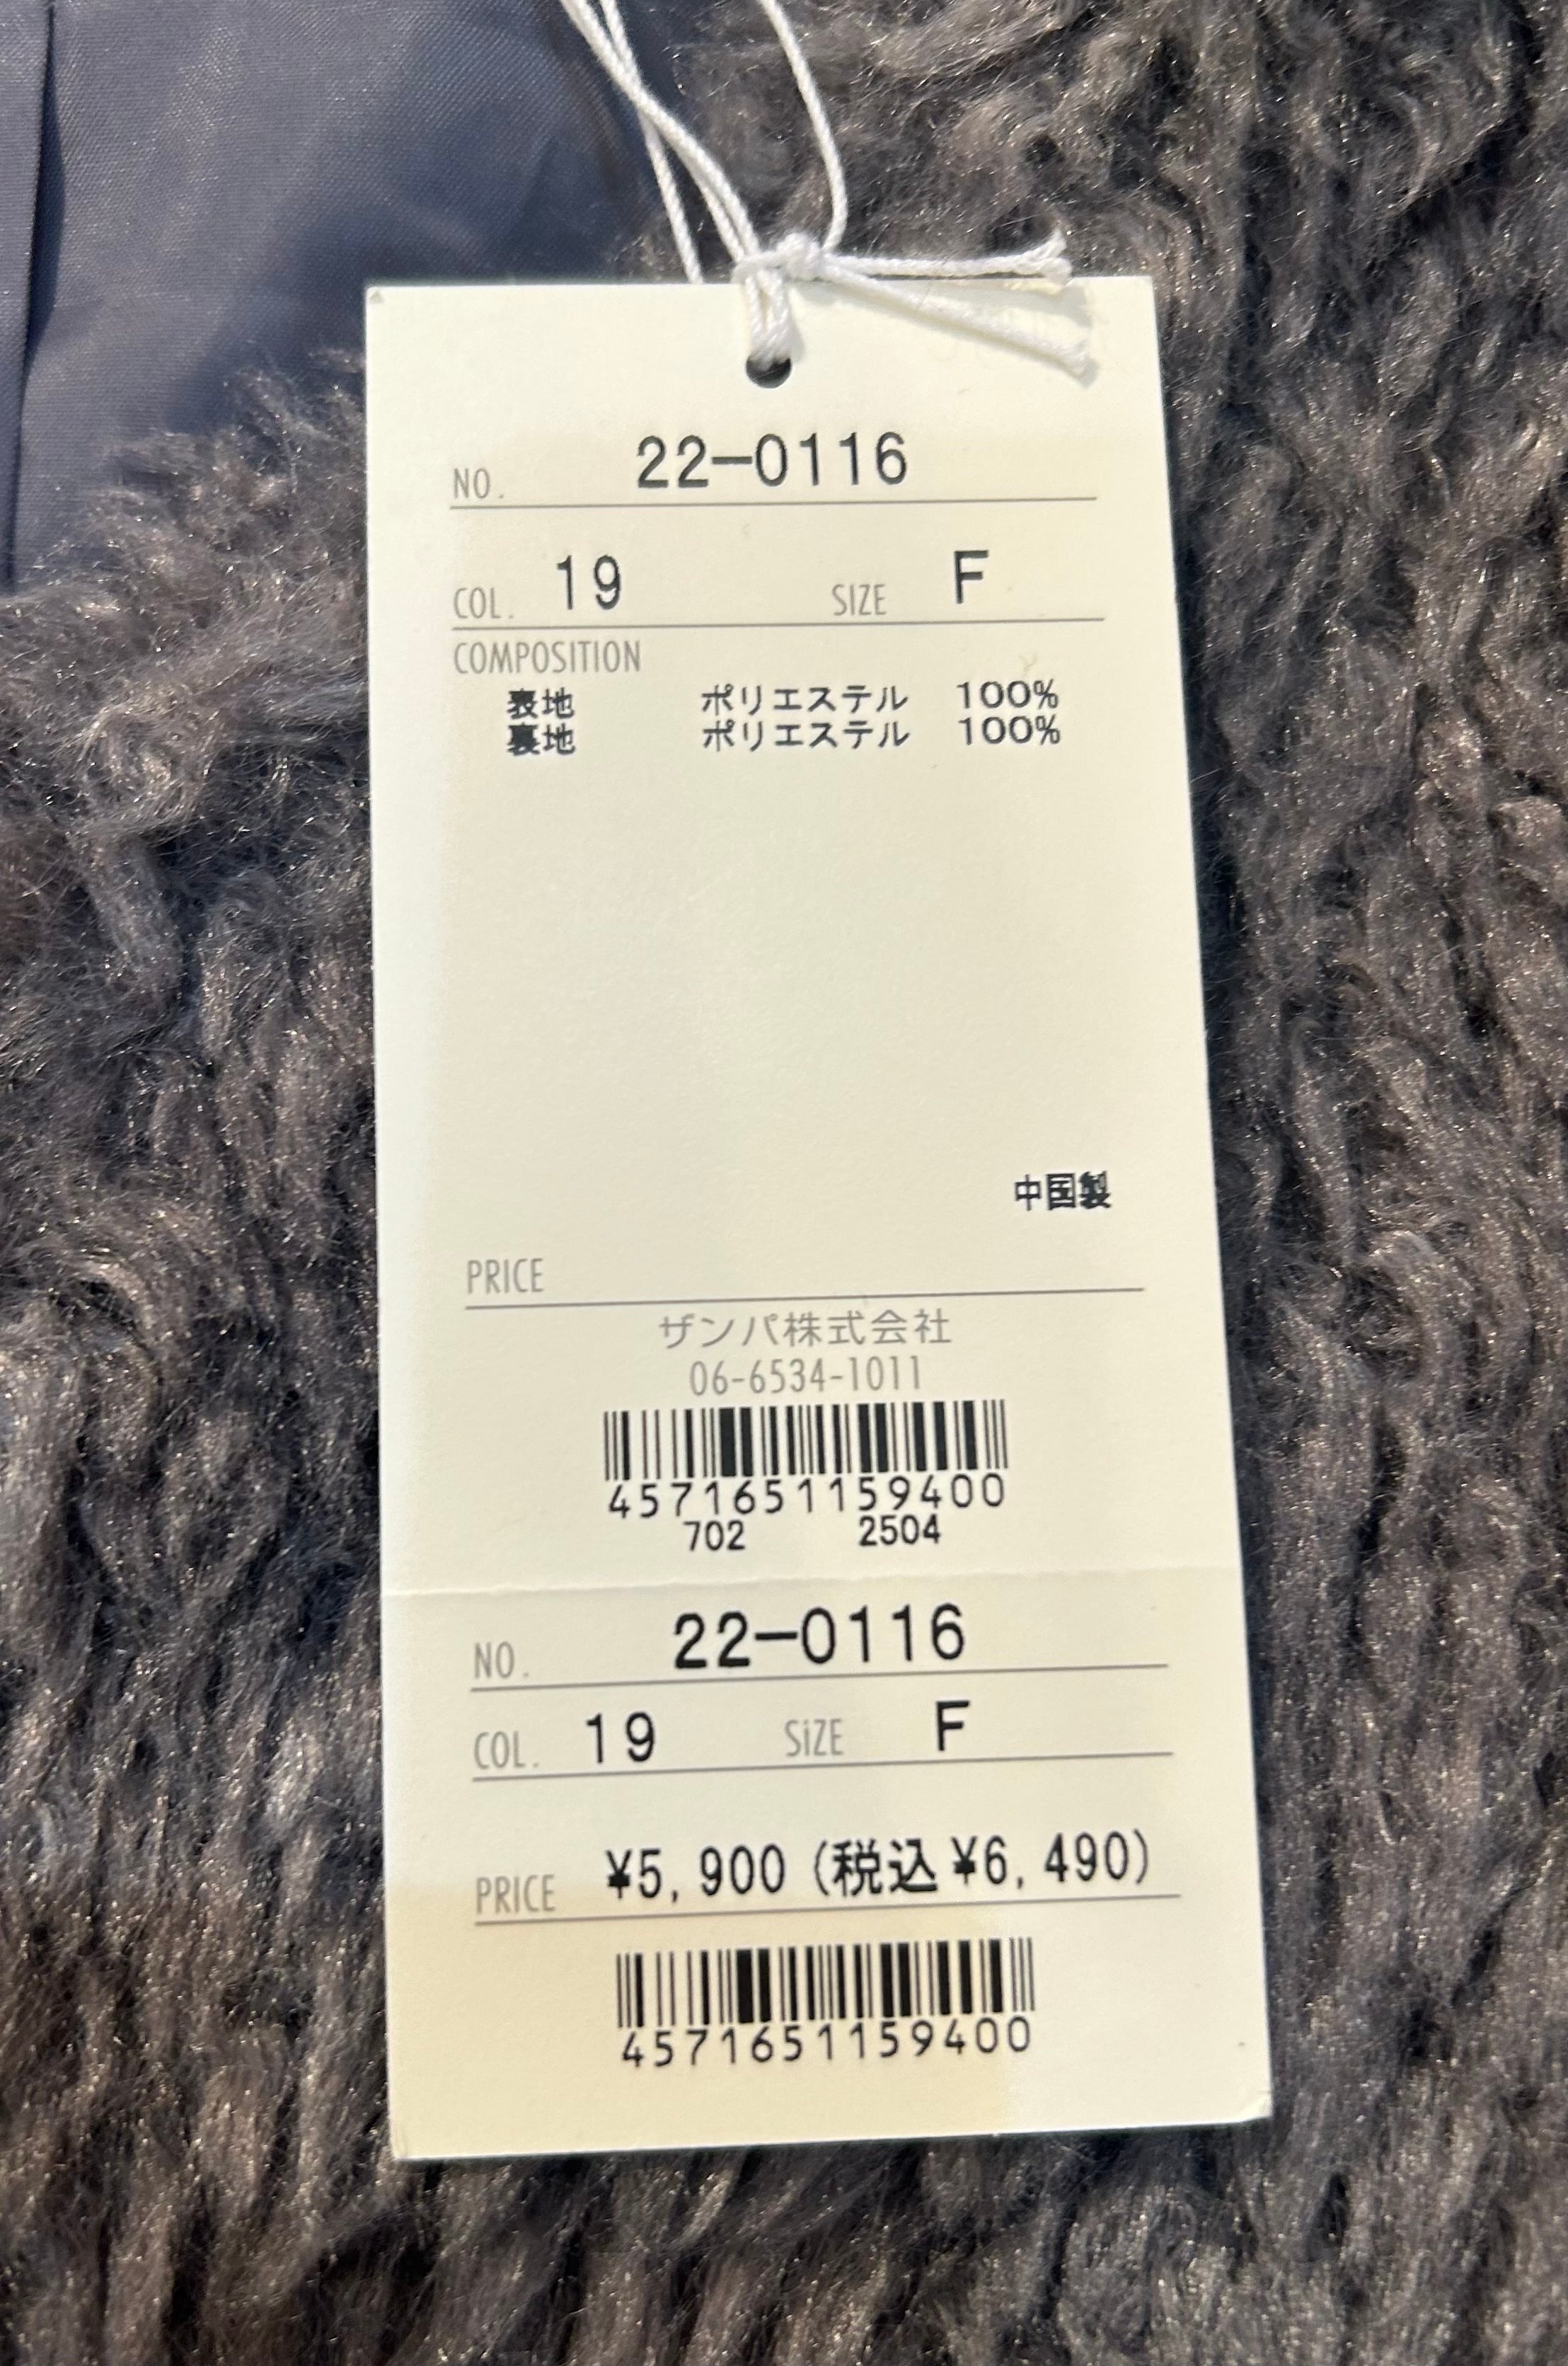 NO. 22-0116
COL. 19 SIZE F
COMPOSITION
表地 ポリエステル 100%
裏地 ポリエステル 100%
中国製
PRICE
ザンパ株式会社
06-6534-1011
4571651159400
702 2504
NO. 22-0116
COL. 19 SiZE F
PRICE ¥5,900(税込¥6,490)
4571651159400